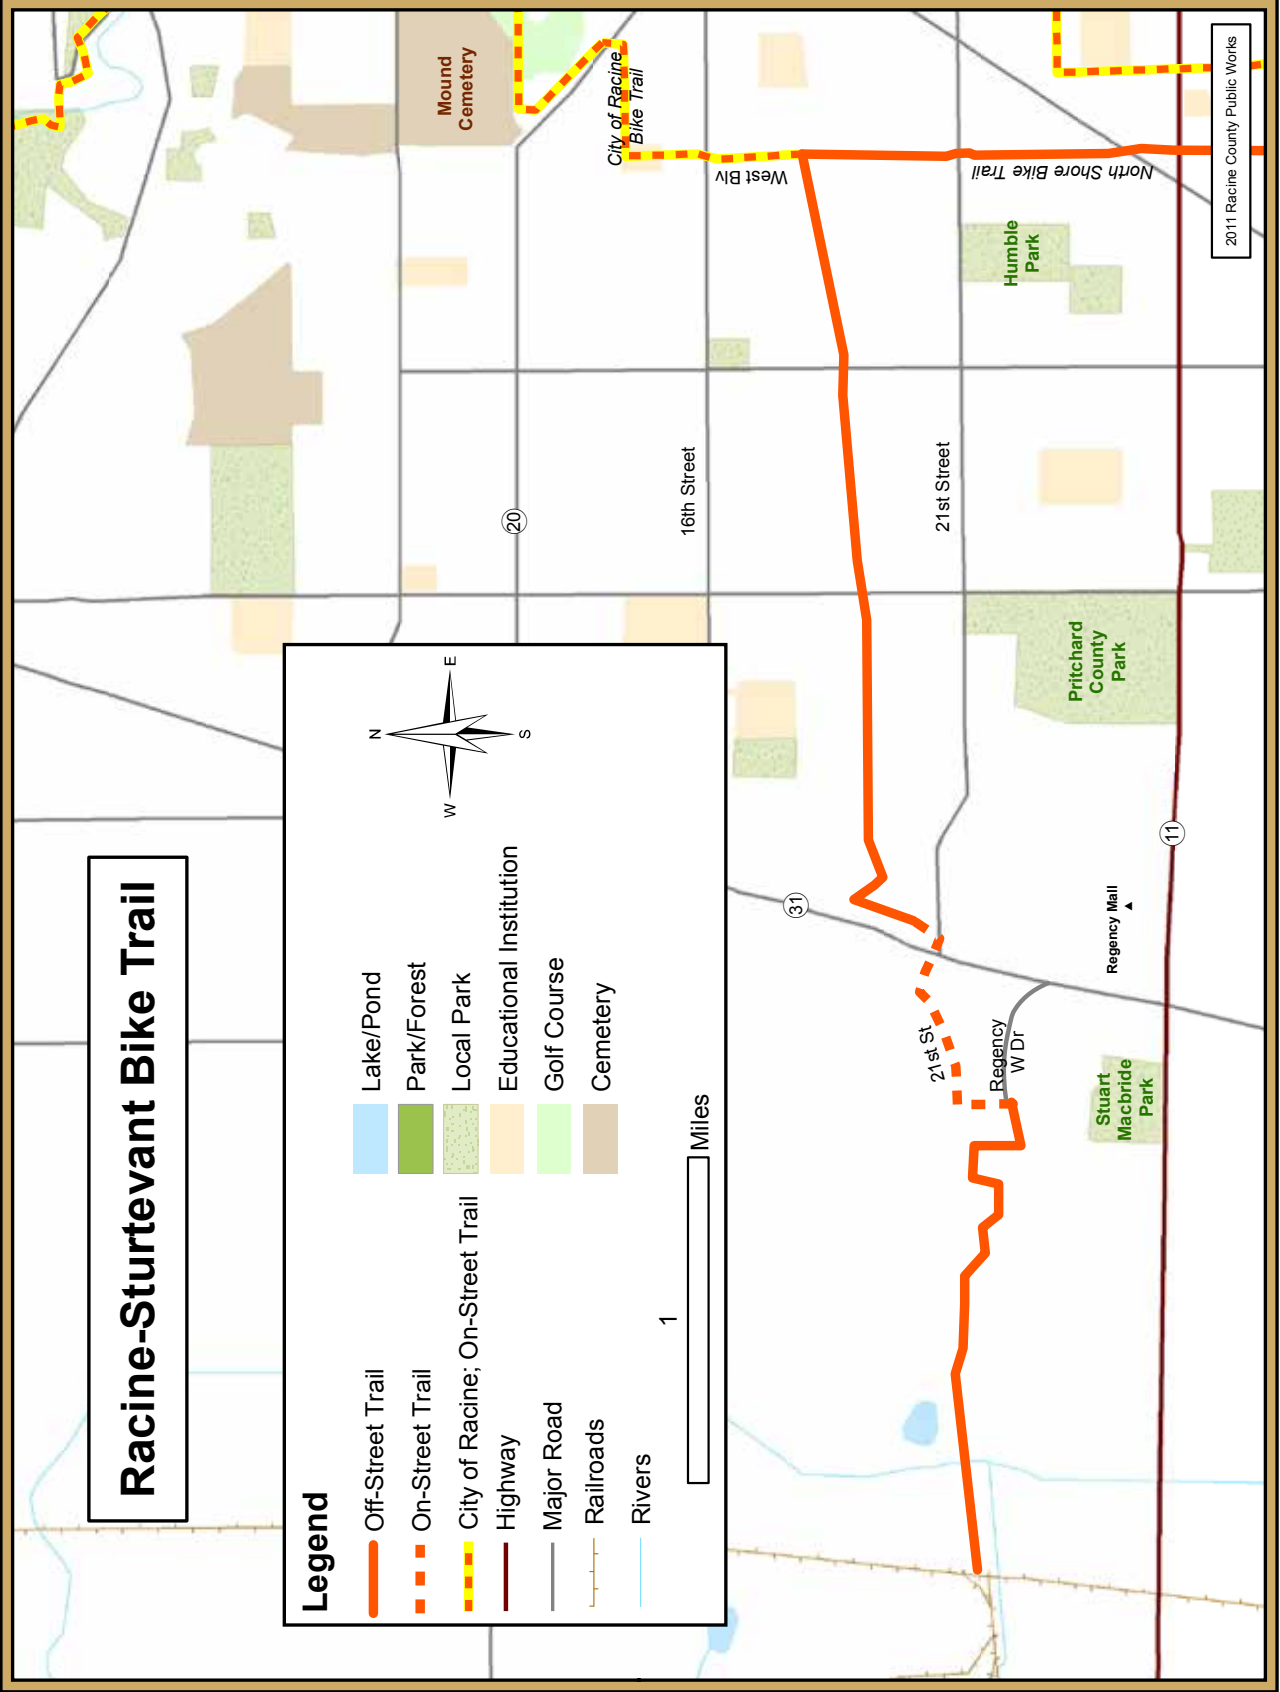 Racine-Sturtevant Bike Trail
Legend
Off-Street Trail
On-Street Trail
City of Racine; On-Street Trail
Highway
Major Road
Railroads
Rivers
Lake/Pond
Park/Forest
Local Park
Educational Institution
Golf Course
Cemetery
1
Miles
N
W
E
S
Mound
Cemetery
City of Racine
Bike Trail
West Blv
North Shore Bike Trail
Humble
Park
20
16th Street
21st Street
Pritchard
County
Park
31
11
Regency Mall
21st St
Regency
W Dr
Stuart
Macbride
Park
2011 Racine County Public Works